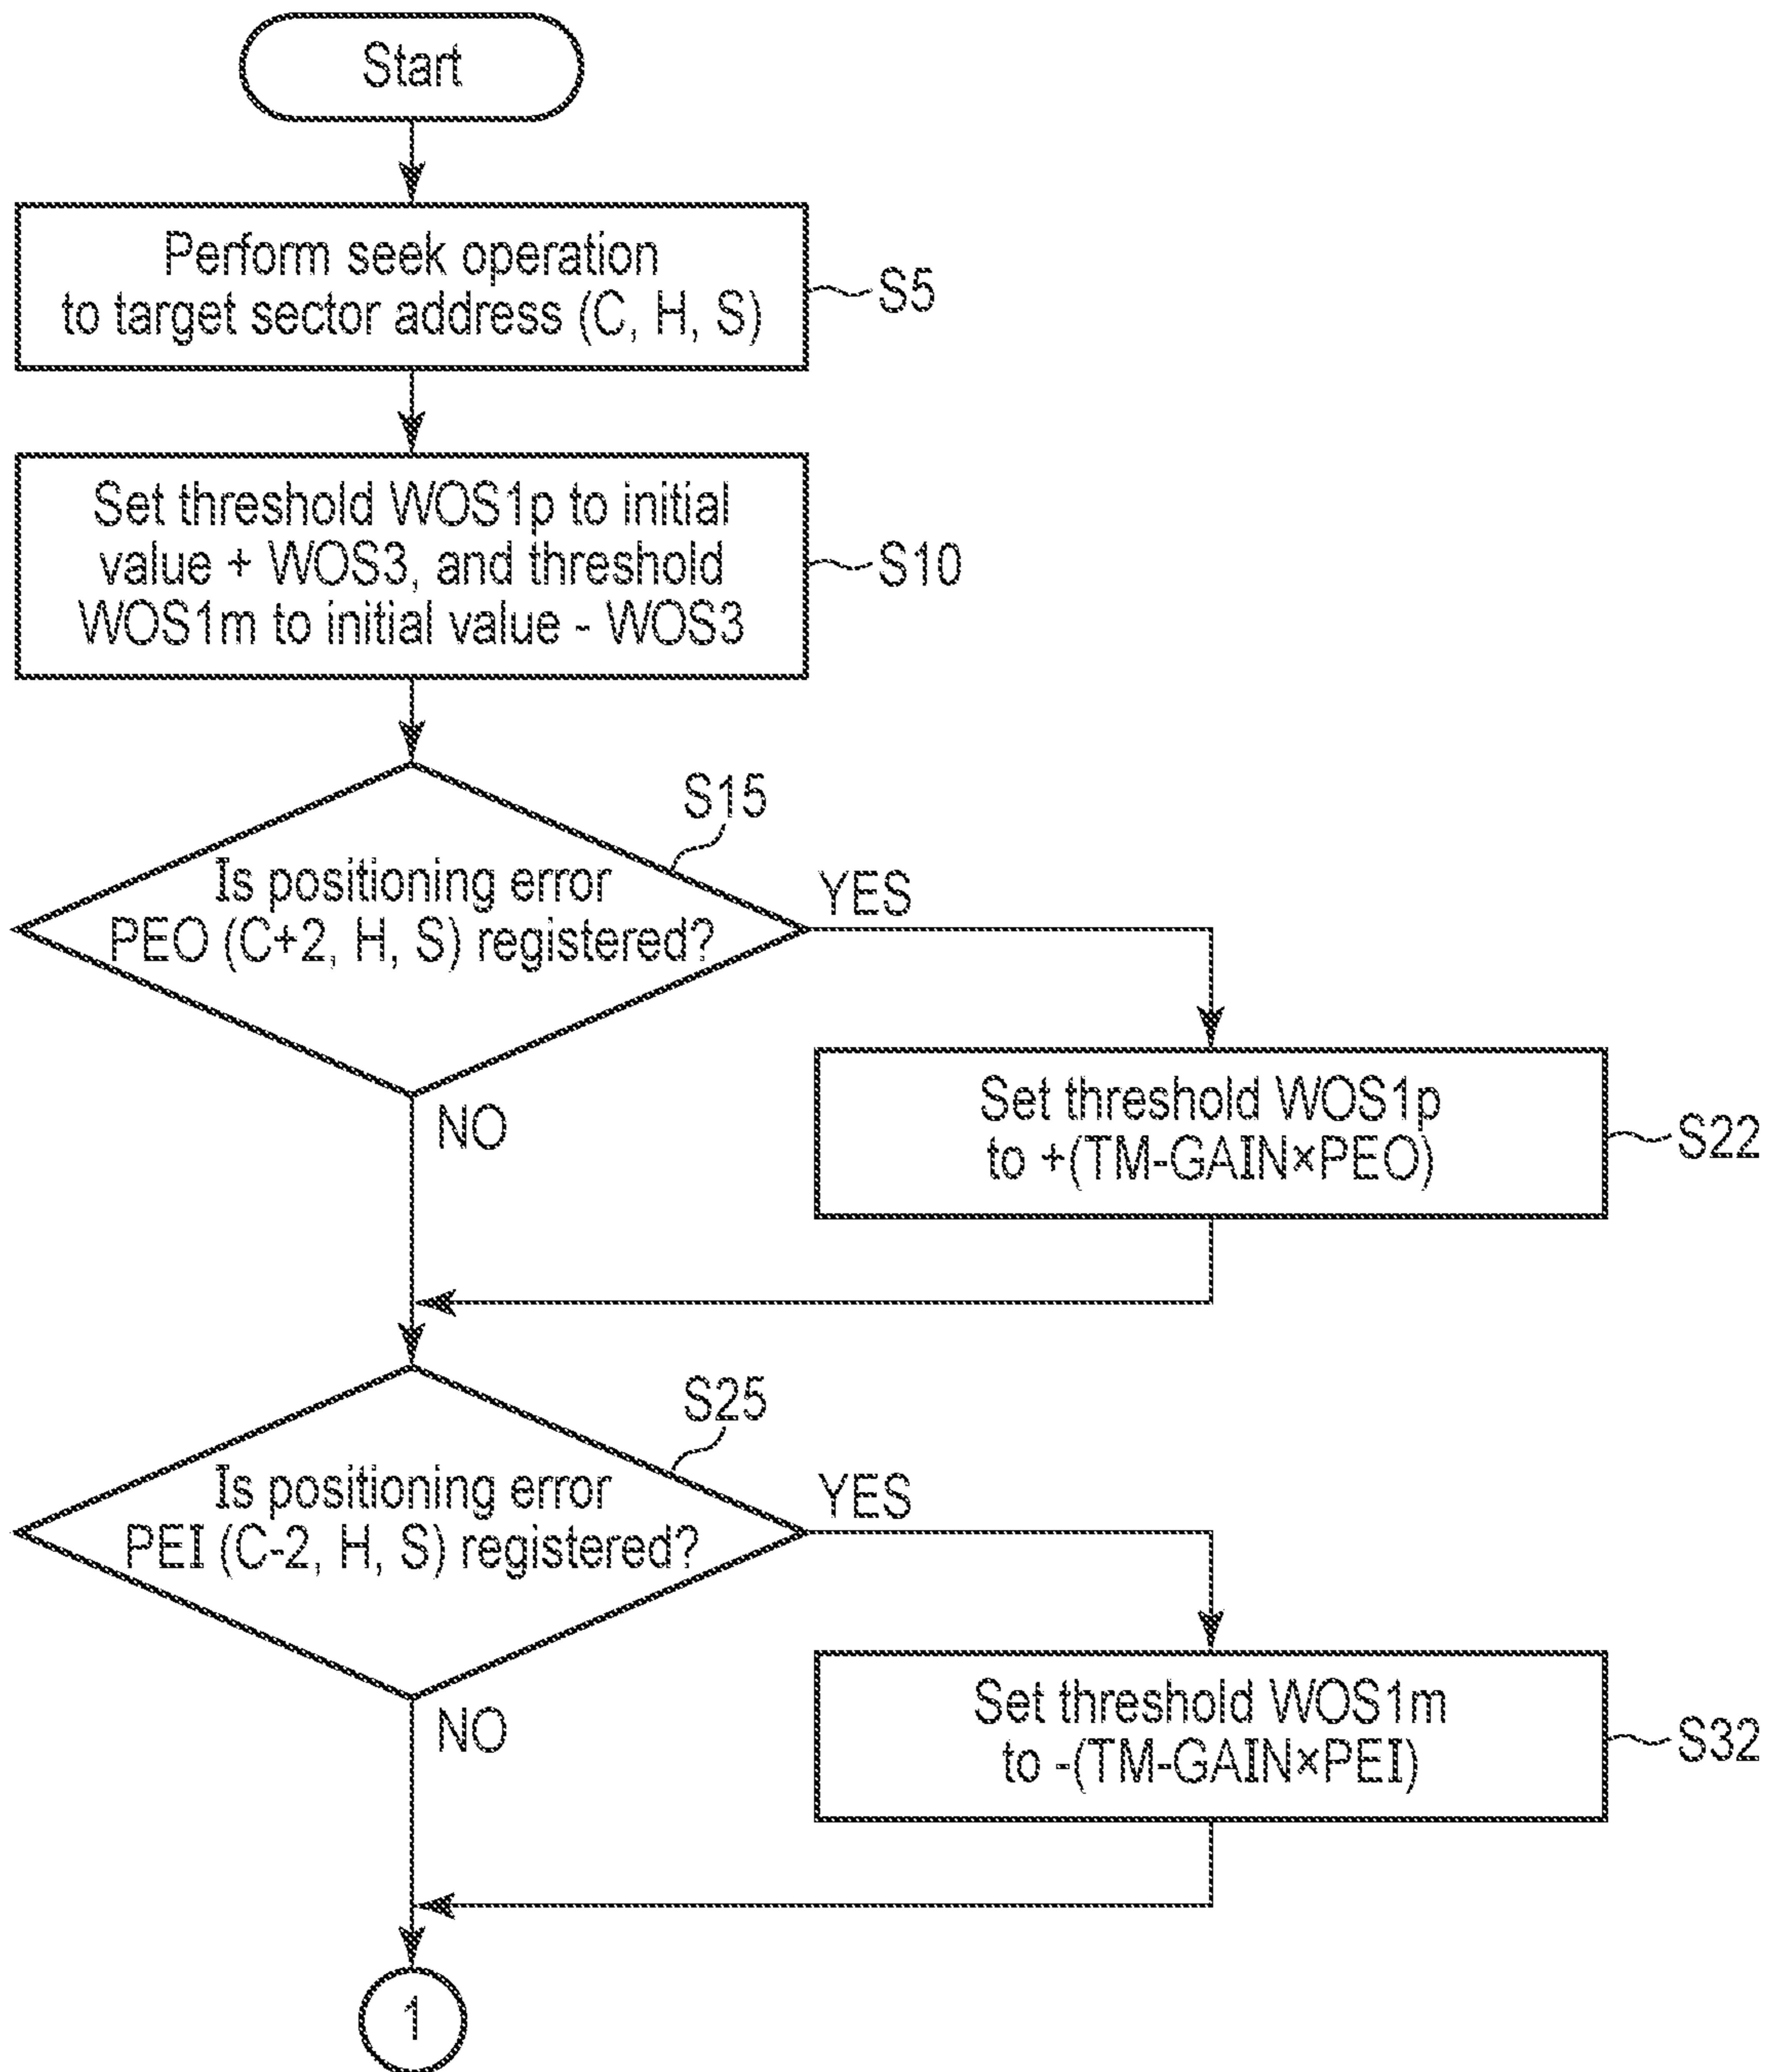 Start
Perform seek operation
to target sector address (C, H, S)
S5
Set threshold WOS1p to initial
value + WOS3, and threshold
WOS1m to initial value - WOS3
S10
S15
Is positioning error
PEO (C+2, H, S) registered?
YES
NO
Set threshold WOS1p
to +(TM-GAIN×PEO)
S22
S25
Is positioning error
PEI (C-2, H, S) registered?
YES
NO
Set threshold WOS1m
to -(TM-GAIN×PEI)
S32
1